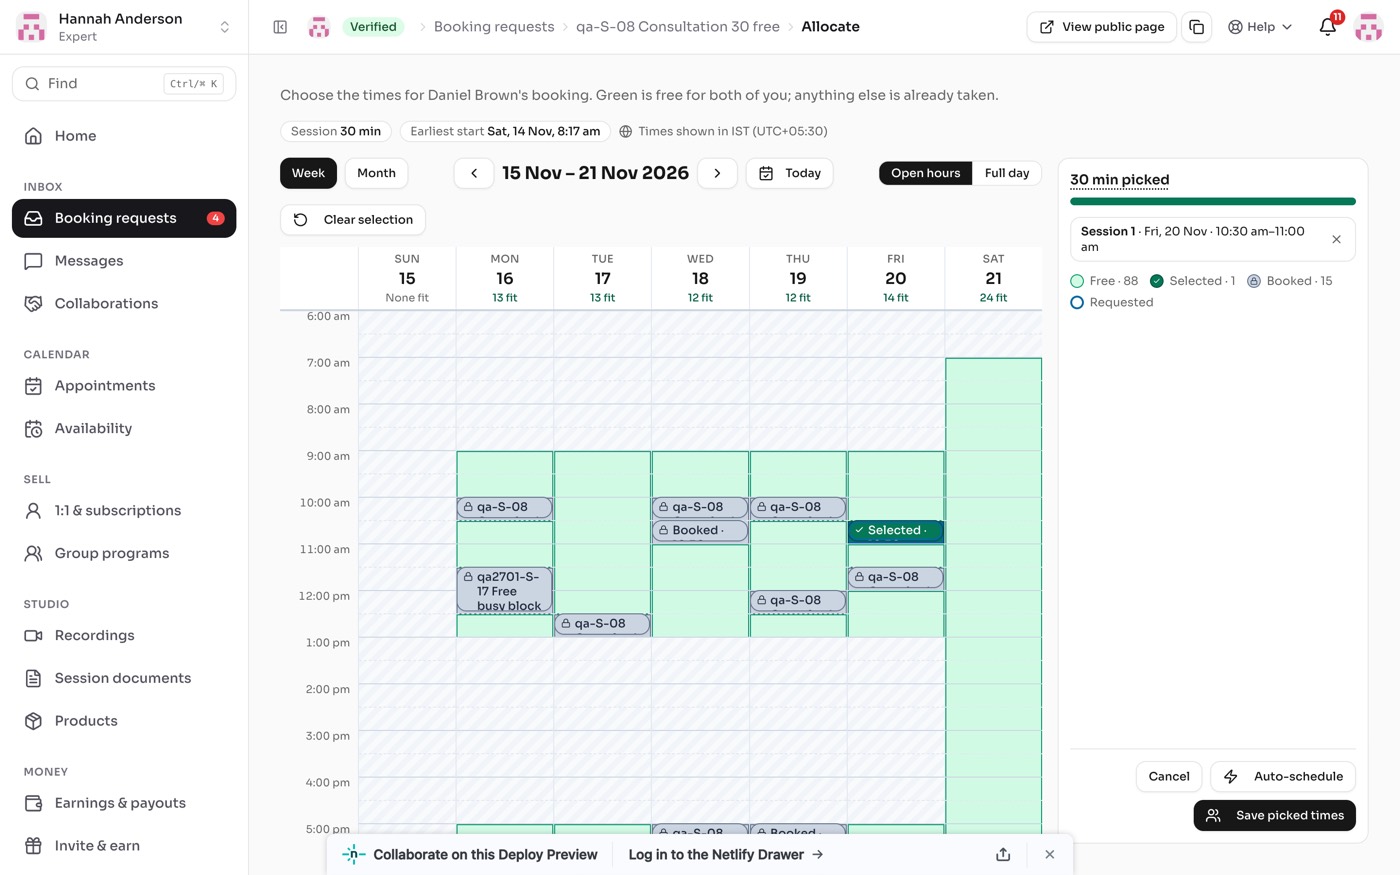 Hannah Anderson
Expert
Find
Ctrl/⌘ K
Home
INBOX
Booking requests
4
Messages
Collaborations
CALENDAR
Appointments
Availability
SELL
1:1 & subscriptions
Group programs
STUDIO
Recordings
Session documents
Products
MONEY
Earnings & payouts
Invite & earn
Verified
Booking requests
qa-S-08 Consultation 30 free
Allocate
View public page
Help
11
Choose the times for Daniel Brown's booking. Green is free for both of you; anything else is already taken.
Session 30 min
Earliest start Sat, 14 Nov, 8:17 am
Times shown in IST (UTC+05:30)
Week
Month
15 Nov – 21 Nov 2026
Today
Open hours
Full day
Clear selection
SUN MON TUE WED THU FRI SAT
15 16 17 18 19 20 21
None fit 13 fit 13 fit 12 fit 12 fit 14 fit 24 fit
6:00 am
7:00 am
8:00 am
9:00 am
10:00 am
qa-S-08
qa-S-08
qa-S-08
Booked ·
Selected ·
11:00 am
qa2701-S-
17 Free
busy block
qa-S-08
12:00 pm
qa-S-08
qa-S-08
1:00 pm
2:00 pm
3:00 pm
4:00 pm
5:00 pm
qa-S-08
Booked ·
30 min picked
Session 1 · Fri, 20 Nov · 10:30 am–11:00
am
Free · 88
Selected · 1
Booked · 15
Requested
Cancel
Auto-schedule
Save picked times
Collaborate on this Deploy Preview
Log in to the Netlify Drawer →